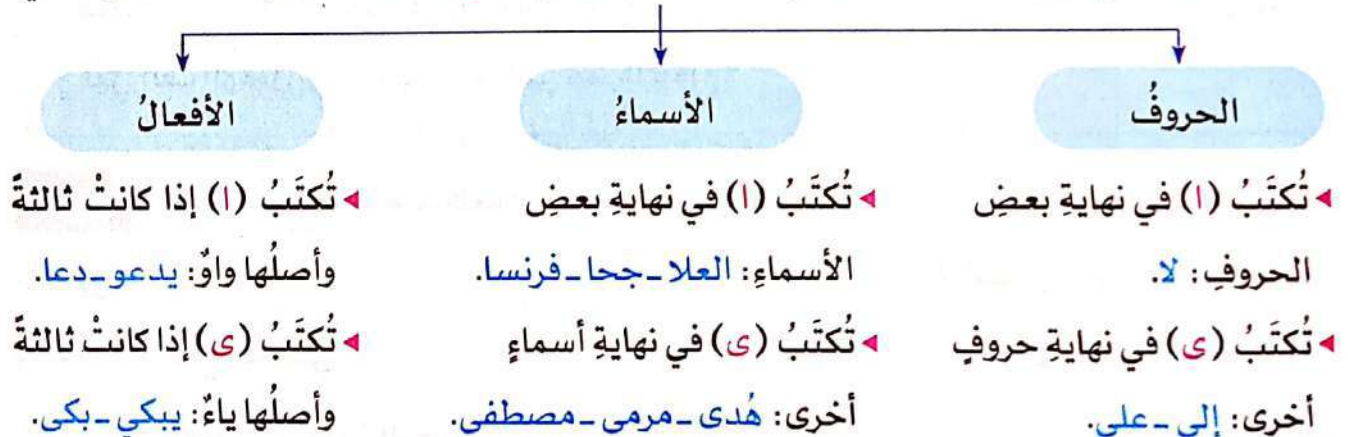 الحروفُ
الأسماءُ
الأفعالُ
تُكتَبُ (ا) في نهايةِ بعضِ
الحروفِ: لا.
تُكتَبُ (ى) في نهايةِ حروفٍ
أخرى: إلى ـ على.
تُكتَبُ (ا) في نهايةِ بعضِ
الأسماءِ: العلا ـ جحا ـ فرنسا.
تُكتَبُ (ى) في نهايةِ أسماءٍ
أخرى: هُدى ـ مرمى ـ مصطفى.
تُكتَبُ (ا) إذا كانتْ ثالثةً
وأصلُها واوٌ: يدعو ـ دعا.
تُكتَبُ (ى) إذا كانتْ ثالثةً
وأصلُها ياءٌ: يبكي ـ بكى.